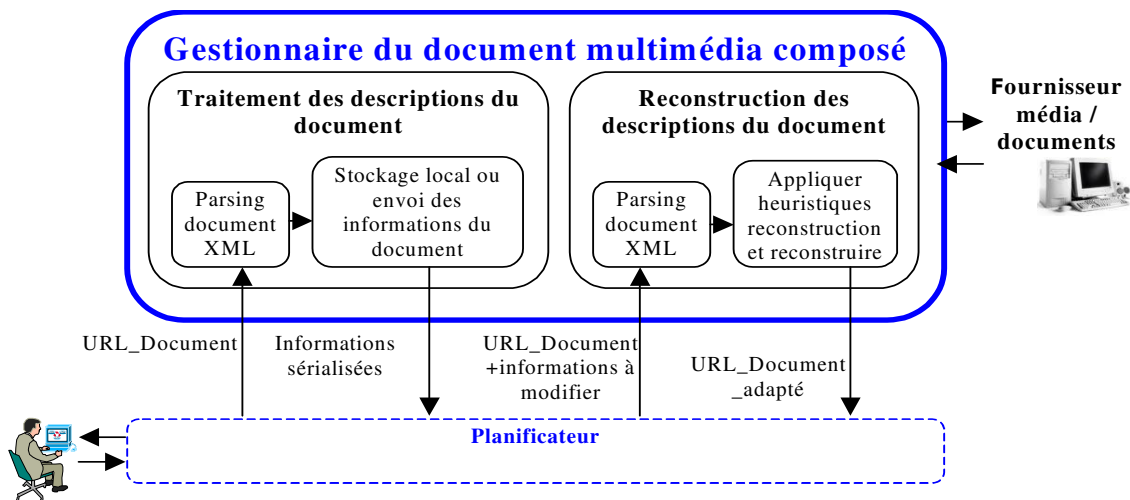 Gestionnaire du document multimédia composé
Traitement des descriptions du
document
Parsing
document
XML
Stockage local ou
envoi des
informations du
document
Reconstruction des
descriptions du document
Parsing
document
XML
Appliquer
heuristiques
reconstruction
et reconstruire
Fournisseur
média /
documents
URL_Document
Informations
sérialisées
URL_Document
+informations à
modifier
URL_Document
_adapté
Planificateur